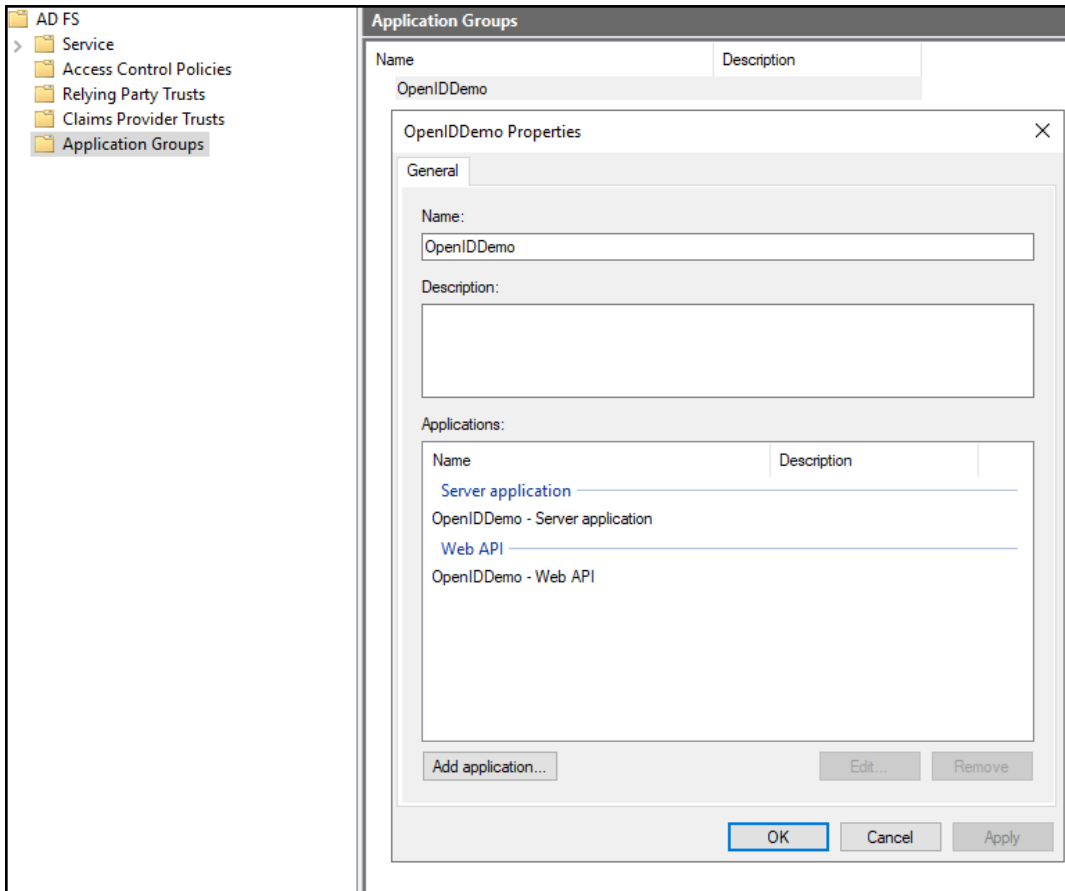 AD FS
Service
Access Control Policies
Relying Party Trusts
Claims Provider Trusts
Application Groups
Application Groups
Name Description
OpenIDDemo
OpenIDDemo Properties
General
Name:
OpenIDDemo
Description:
Applications:
Name Description
Server application
OpenIDDemo - Server application
Web API
OpenIDDemo - Web API
Add application... Edit... Remove
OK Cancel Apply